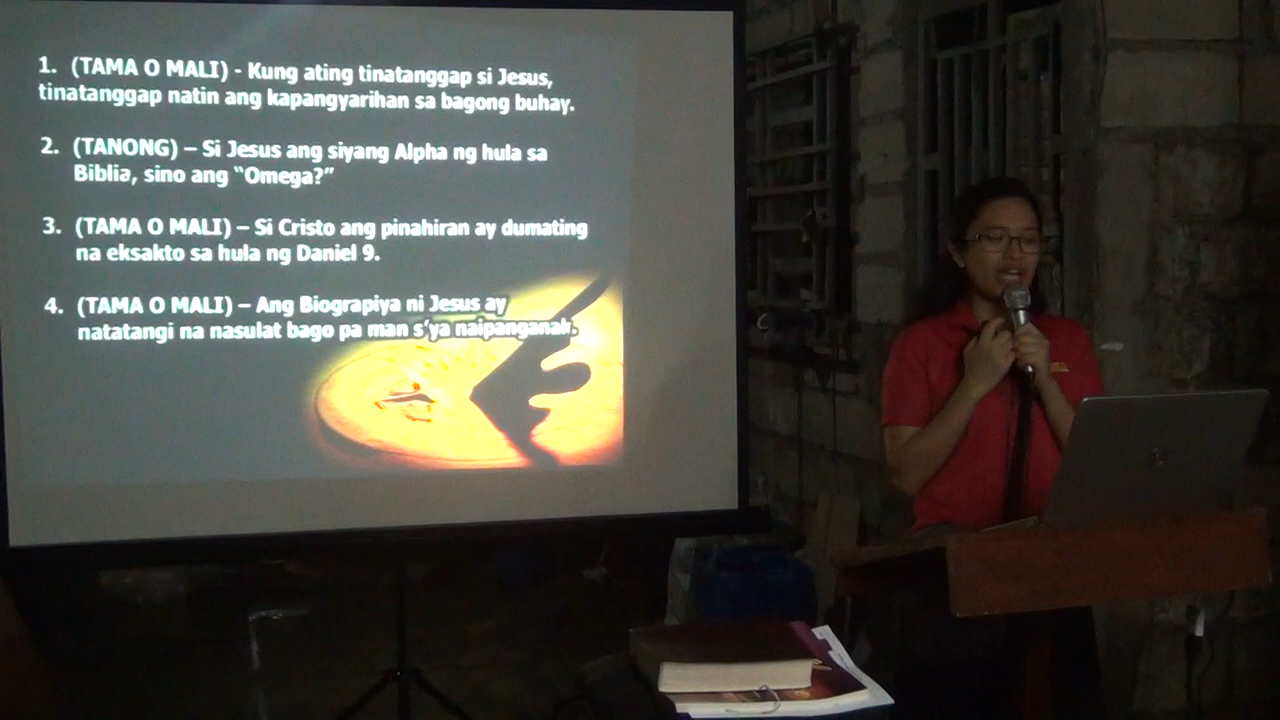 1. (TAMA O MALI) - Kung ating tinatanggap si Jesus,
tinatanggap natin ang kapangyarihan sa bagong buhay.
2. (TANONG) – Si Jesus ang siyang Alpha ng hula sa
Biblia, sino ang “Omega?”
3. (TAMA O MALI) – Si Cristo ang pinahiran ay dumating
na eksakto sa hula ng Daniel 9.
4. (TAMA O MALI) – Ang Biograpiya ni Jesus ay
natatangi na nasulat bago pa man s’ya naipanganak.